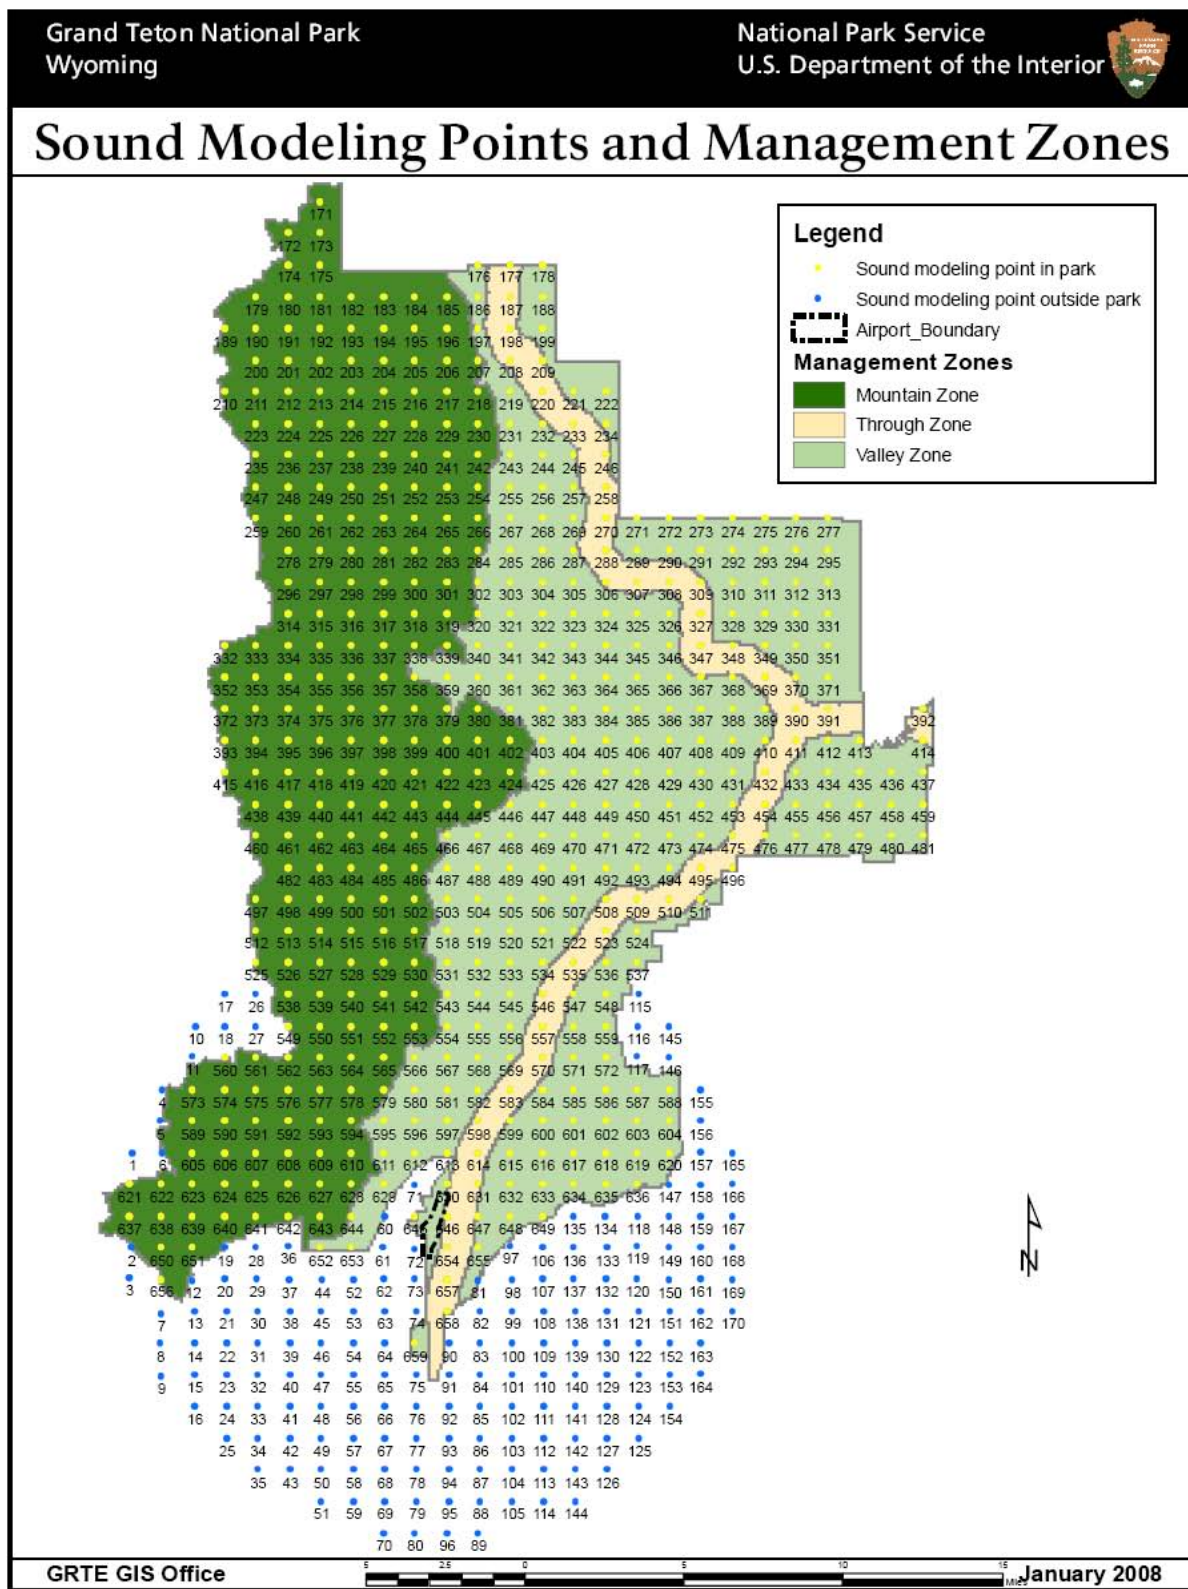 Grand Teton National Park
Wyoming
National Park Service
U.S. Department of the Interior
Sound Modeling Points and Management Zones
Legend
Sound modeling point in park
Sound modeling point outside park
Airport_Boundary
Management Zones
Mountain Zone
Through Zone
Valley Zone
171
172 173
174 175 176 177 178
179 180 181 182 183 184 185 186 187 188
189 190 191 192 193 194 195 196 197 198 199
200 201 202 203 204 205 206 207 208 209
210 211 212 213 214 215 216 217 218 219 220 221 222
223 224 225 226 227 228 229 230 231 232 233 234
235 236 237 238 239 240 241 242 243 244 245 246
247 248 249 250 251 252 253 254 255 256 257 258
259 260 261 262 263 264 265 266 267 268 269 270 271 272 273 274 275 276 277
278 279 280 281 282 283 284 285 286 287 288 289 290 291 292 293 294 295
296 297 298 299 300 301 302 303 304 305 306 307 308 309 310 311 312 313
314 315 316 317 318 319 320 321 322 323 324 325 326 327 328 329 330 331
332 333 334 335 336 337 338 339 340 341 342 343 344 345 346 347 348 349 350 351
352 353 354 355 356 357 358 359 360 361 362 363 364 365 366 367 368 369 370 371
372 373 374 375 376 377 378 379 380 381 382 383 384 385 386 387 388 389 390 391 392
393 394 395 396 397 398 399 400 401 402 403 404 405 406 407 408 409 410 411 412 413 414
415 416 417 418 419 420 421 422 423 424 425 426 427 428 429 430 431 432 433 434 435 436 437
438 439 440 441 442 443 444 445 446 447 448 449 450 451 452 453 454 455 456 457 458 459
460 461 462 463 464 465 466 467 468 469 470 471 472 473 474 475 476 477 478 479 480 481
482 483 484 485 486 487 488 489 490 491 492 493 494 495 496
497 498 499 500 501 502 503 504 505 506 507 508 509 510 511
512 513 514 515 516 517 518 519 520 521 522 523 524
525 526 527 528 529 530 531 532 533 534 535 536 537
17 26 538 539 540 541 542 543 544 545 546 547 548 115
10 18 27 549 550 551 552 553 554 555 556 557 558 559 116 145
11 560 561 562 563 564 565 566 567 568 569 570 571 572 117 146
4 573 574 575 576 577 578 579 580 581 582 583 584 585 586 587 588 155
5 589 590 591 592 593 594 595 596 597 598 599 600 601 602 603 604 156
1 6 605 606 607 608 609 610 611 612 613 614 615 616 617 618 619 620 157 165
621 622 623 624 625 626 627 628 629 71 630 631 632 633 634 635 636 147 158 166
637 638 639 640 641 642 643 644 60 645 646 647 648 649 135 134 118 148 159 167
2 650 651 19 28 36 652 653 61 72 654 655 97 106 136 133 119 149 160 168
3 656 12 20 29 37 44 52 62 73 657 81 98 107 137 132 120 150 161 169
7 13 21 30 38 45 53 63 74 658 82 99 108 138 131 121 151 162 170
8 14 22 31 39 46 54 64 659 90 83 100 109 139 130 122 152 163
9 15 23 32 40 47 55 65 75 91 84 101 110 140 129 123 153 164
16 24 33 41 48 56 66 76 92 85 102 111 141 128 124 154
25 34 42 49 57 67 77 93 86 103 112 142 127 125
35 43 50 58 68 78 94 87 104 113 143 126
51 59 69 79 95 88 105 114 144
70 80 96 89
N
GRTE GIS Office
5 2.5 0 5 10 15
Miles
January 2008